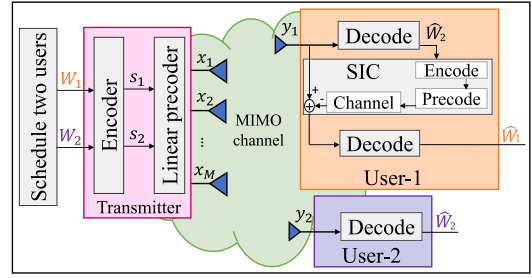 Schedule two users
W₁
W₂
Encoder
s₁
s₂
Linear precoder
x₁
x₂
...
x_M
Transmitter
MIMO
channel
y₁
Decode
Ŵ₂
SIC
Encode
Precode
Channel
+
-
Decode
Ŵ₁
User-1
y₂
Decode
Ŵ₂
User-2